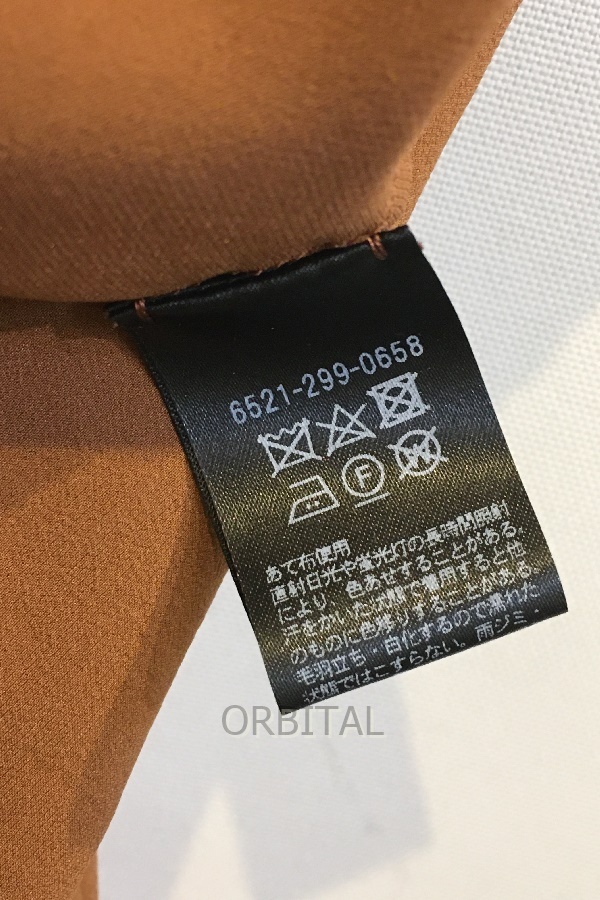 6521-299-0658
F
W
あて布使用
直射日光や蛍光灯の長時間照射
により、色あせすることがある。
汗をかいた状態で着用すると他
のものに色移りすることがある。
毛羽立ち・白化するので濡れた
状態ではこすらない。雨ジミ・
ORBITAL